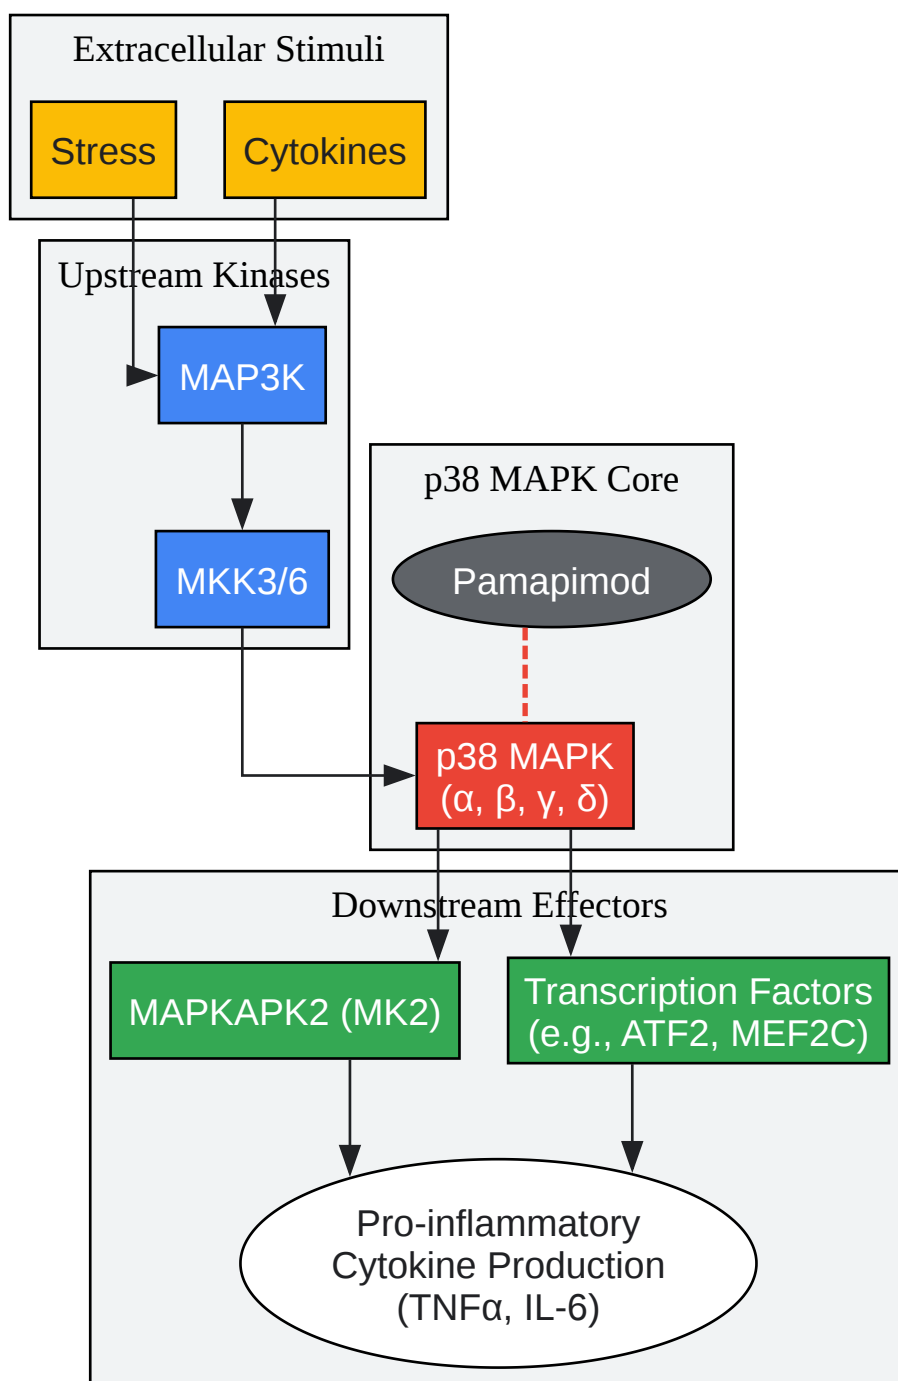 Extracellular Stimuli
Stress
Cytokines
Upstream Kinases
MAP3K
p38 MAPK Core
MKK3/6
Pamapimod
p38 MAPK
(α, β, γ, δ)
Downstream Effectors
MAPKAPK2 (MK2)
Transcription Factors
(e.g., ATF2, MEF2C)
Pro-inflammatory
Cytokine Production
(TNFα, IL-6)